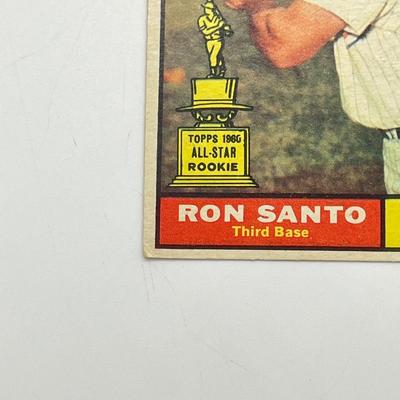 TOPPS 1960
ALL-STAR
ROOKIE
RON SANTO
Third Base